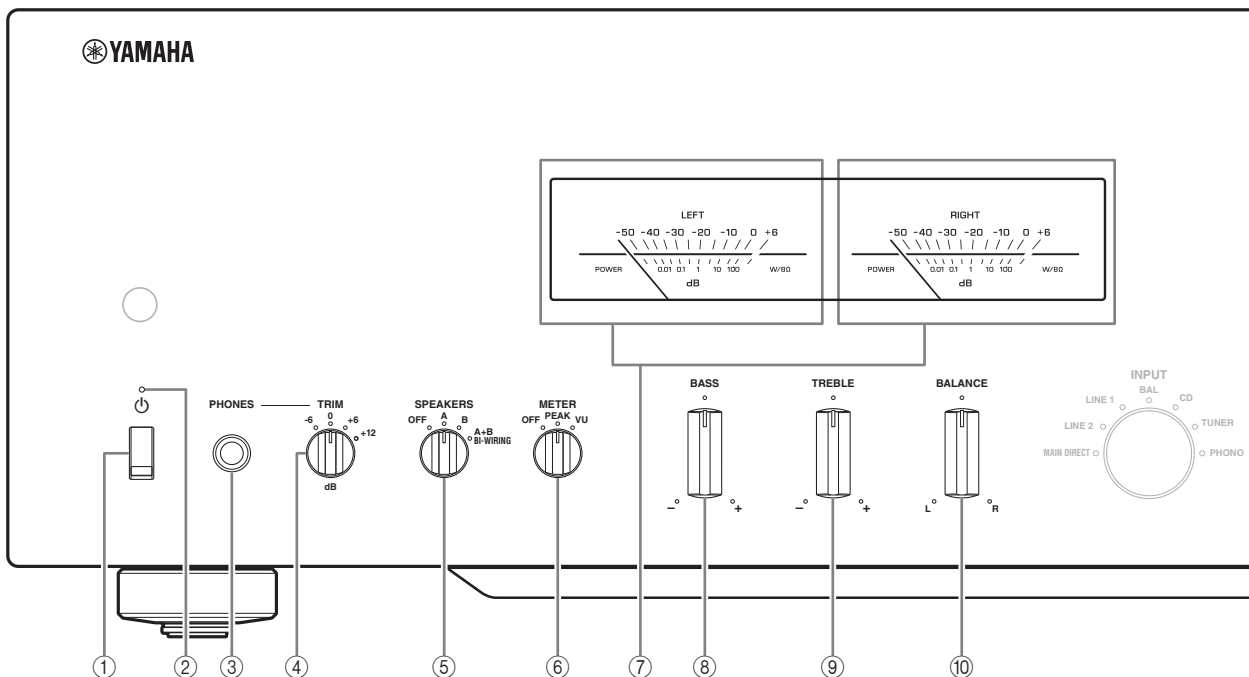 YAMAHA
LEFT
-50 -40 -30 -20 -10 0 +6
POWER 0.01 0.1 1 10 100 W/8Ω
dB
RIGHT
-50 -40 -30 -20 -10 0 +6
POWER 0.01 0.1 1 10 100 W/8Ω
dB
PHONES
TRIM
-6 0 +6 +12
dB
SPEAKERS
OFF A B A+B
BI-WIRING
METER
OFF PEAK VU
BASS
– +
TREBLE
– +
BALANCE
L R
INPUT
MAIN DIRECT LINE 2 LINE 1 BAL CD TUNER PHONO
① ② ③ ④ ⑤ ⑥ ⑦ ⑧ ⑨ ⑩